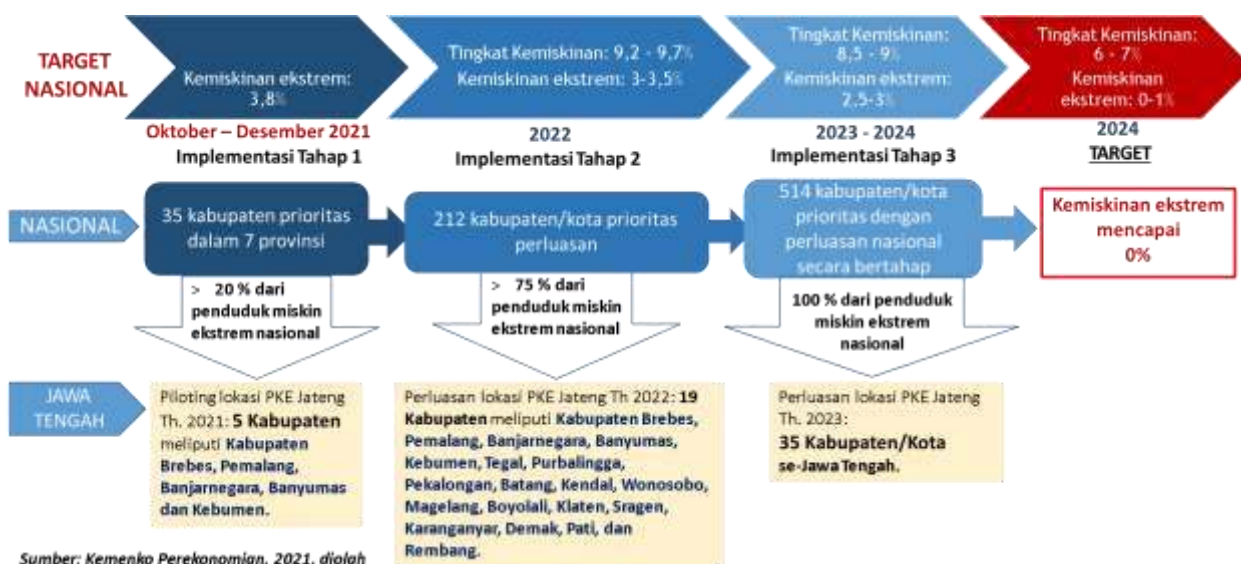 TARGET
NASIONAL
Kemiskinan ekstrem:
3,8%
Tingkat Kemiskinan: 9,2 - 9,7%
Kemiskinan ekstrem: 3-3,5%
Tingkat Kemiskinan:
8,5 - 9%
Kemiskinan ekstrem:
2,5-3%
Tingkat Kemiskinan:
6 - 7%
Kemiskinan
ekstrem: 0-1%
Oktober – Desember 2021
Implementasi Tahap 1
2022
Implementasi Tahap 2
2023 - 2024
Implementasi Tahap 3
2024
TARGET
NASIONAL
35 kabupaten prioritas
dalam 7 provinsi
212 kabupaten/kota prioritas
perluasan
514 kabupaten/kota
prioritas dengan
perluasan nasional
secara bertahap
Kemiskinan ekstrem
mencapai
0%
> 20 % dari
penduduk miskin
ekstrem nasional
> 75 % dari
penduduk miskin
ekstrem nasional
100 % dari penduduk
miskin ekstrem
nasional
JAWA
TENGAH
Piloting lokasi PKE Jateng
Th. 2021: 5 Kabupaten
meliputi Kabupaten
Brebes, Pemalang,
Banjarnegara, Banyumas
dan Kebumen.
Perluasan lokasi PKE Jateng Th 2022: 19
Kabupaten meliputi Kabupaten Brebes,
Pemalang, Banjarnegara, Banyumas,
Kebumen, Tegal, Purbalingga,
Pekalongan, Batang, Kendal, Wonosobo,
Magelang, Boyolali, Klaten, Sragen,
Karanganyar, Demak, Pati, dan
Rembang.
Perluasan lokasi PKE Jateng
Th. 2023:
35 Kabupaten/Kota
se-Jawa Tengah.
Sumber: Kemenko Perekonomian, 2021, diolah